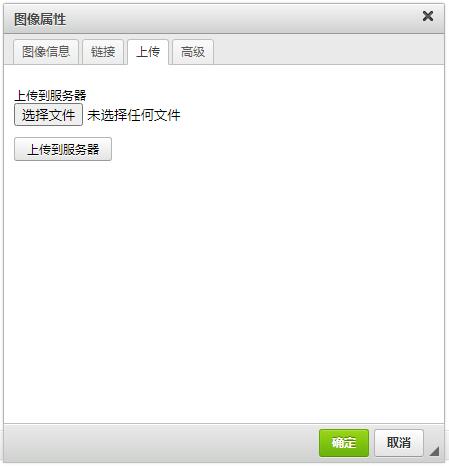 图像属性
图像信息 链接 上传 高级
上传到服务器
选择文件 未选择任何文件
上传到服务器
确定 取消